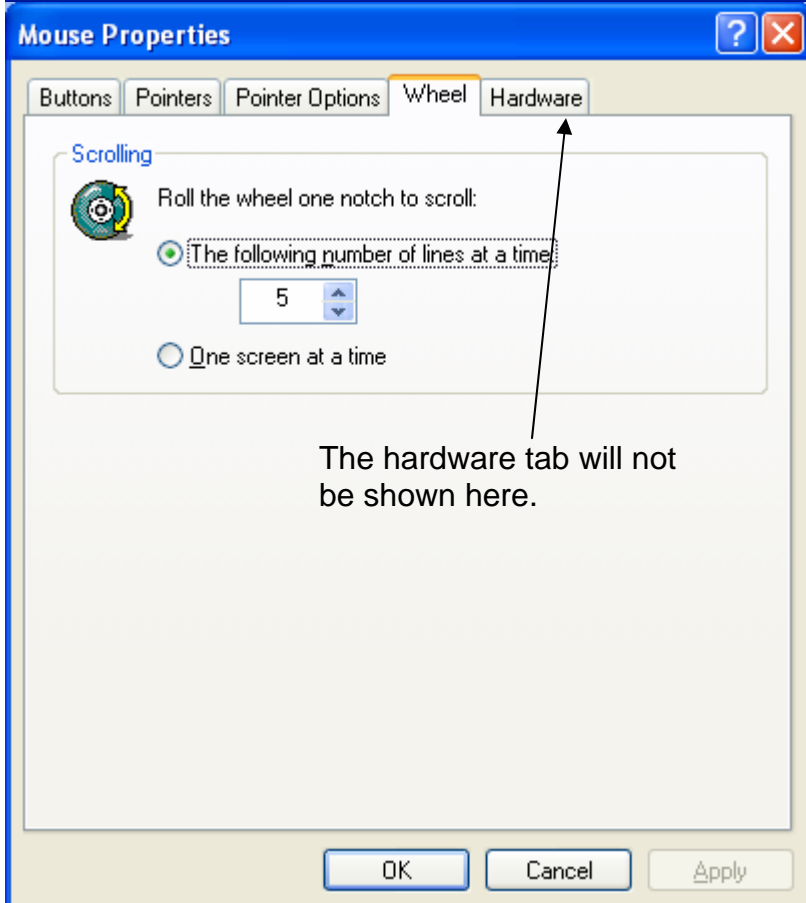 Mouse Properties
Buttons Pointers Pointer Options Wheel Hardware
Scrolling
Roll the wheel one notch to scroll:
The following number of lines at a time
5
One screen at a time
The hardware tab will not
be shown here.
OK Cancel Apply